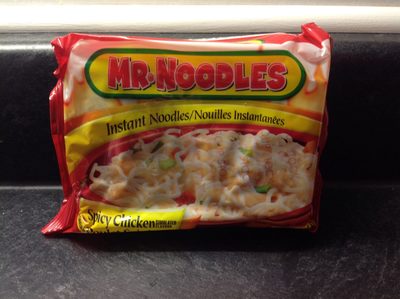 MR. NOODLES
Instant Noodles/Nouilles Instantanées
Spicy Chicken